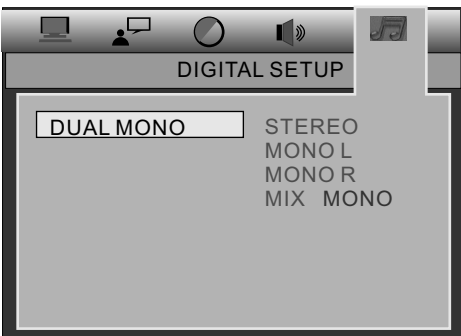 DIGITAL SETUP
DUAL MONO
STEREO
MONO L
MONO R
MIX MONO